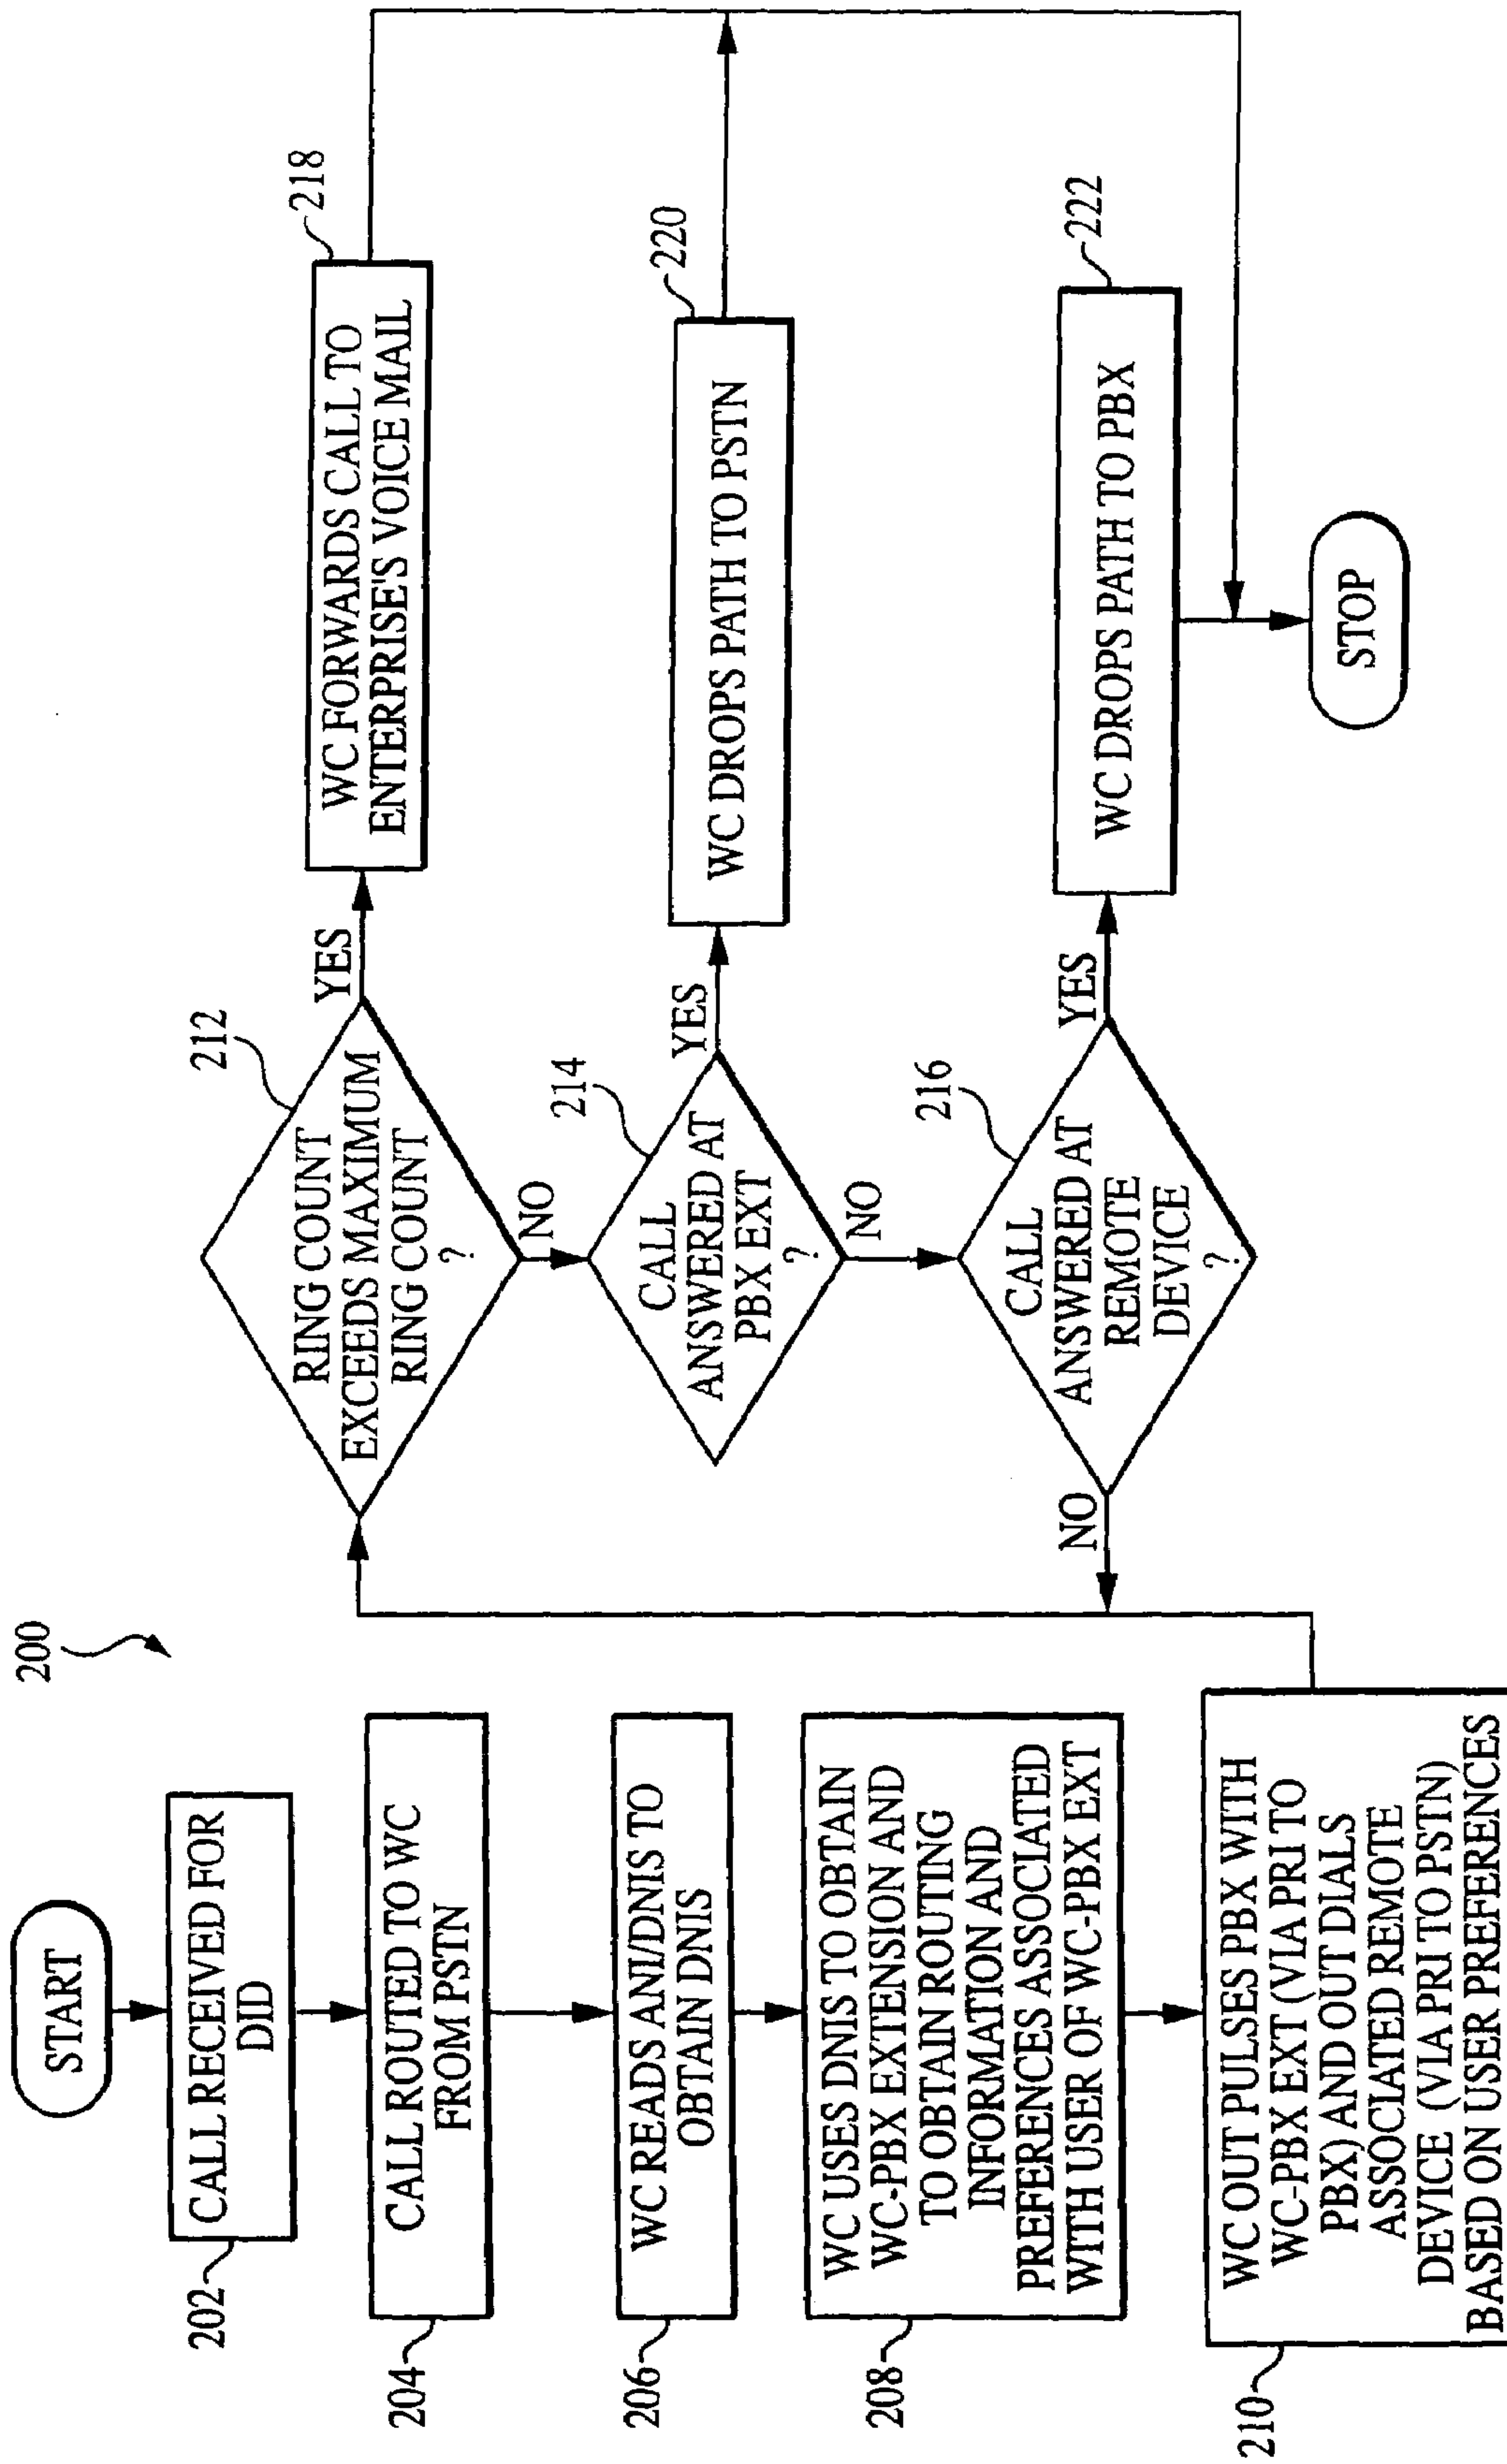 200
START
CALL RECEIVED FOR
DID
202
CALL ROUTED TO WC
FROM PSTN
204
WC READS ANI/DNIS TO
OBTAIN DNIS
206
WC USES DNIS TO OBTAIN
WC-PBX EXTENSION AND
TO OBTAIN ROUTING
INFORMATION AND
PREFERENCES ASSOCIATED
WITH USER OF WC-PBX EXT
208
WC OUT PULSES PBX WITH
WC-PBX EXT (VIA PRI TO
PBX) AND OUT DIALS
ASSOCIATED REMOTE
DEVICE (VIA PRI TO PSTN)
BASED ON USER PREFERENCES
210
212
RING COUNT
EXCEEDS MAXIMUM
RING COUNT
?
YES
NO
218
WC FORWARDS CALL TO
ENTERPRISE'S VOICE MAIL
214
CALL
ANSWERED AT
PBX EXT
?
YES
NO
220
WC DROPS PATH TO PSTN
216
CALL
ANSWERED AT
REMOTE
DEVICE
?
NO
YES
222
WC DROPS PATH TO PBX
STOP